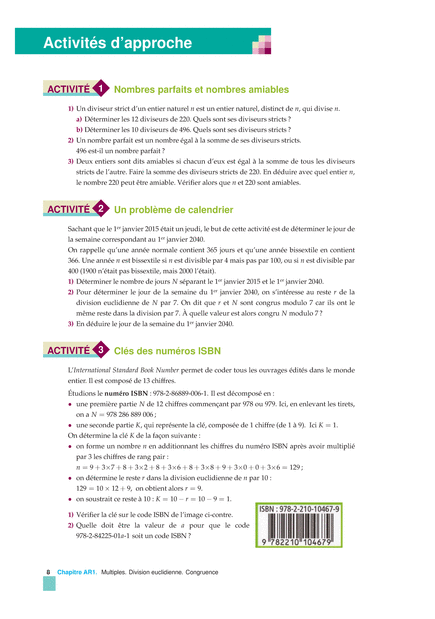 Activités d'approche
ACTIVITÉ 1 Nombres parfaits et nombres amiables
1) Un diviseur strict d'un entier naturel n est un entier naturel, distinct de n, qui divise n.
a) Déterminer les 12 diviseurs de 220. Quels sont ses diviseurs stricts ?
b) Déterminer les 10 diviseurs de 496. Quels sont ses diviseurs stricts ?
2) Un nombre parfait est un nombre égal à la somme de ses diviseurs stricts.
496 est-il un nombre parfait ?
3) Deux entiers sont dits amiables si chacun d'eux est égal à la somme de tous les diviseurs
stricts de l'autre. Faire la somme des diviseurs stricts de 220. En déduire avec quel entier n,
le nombre 220 peut être amiable. Vérifier alors que n et 220 sont amiables.
ACTIVITÉ 2 Un problème de calendrier
Sachant que le 1er janvier 2015 était un jeudi, le but de cette activité est de déterminer le jour de
la semaine correspondant au 1er janvier 2040.
On rappelle qu'une année normale contient 365 jours et qu'une année bissextile en contient
366. Une année n est bissextile si n est divisible par 4 mais pas par 100, ou si n est divisible par
400 (1900 n'était pas bissextile, mais 2000 l'était).
1) Déterminer le nombre de jours N séparant le 1er janvier 2015 et le 1er janvier 2040.
2) Pour déterminer le jour de la semaine du 1er janvier 2040, on s'intéresse au reste r de la
division euclidienne de N par 7. On dit que r et N sont congrus modulo 7 car ils ont le
même reste dans la division par 7. À quelle valeur est alors congru N modulo 7 ?
3) En déduire le jour de la semaine du 1er janvier 2040.
ACTIVITÉ 3 Clés des numéros ISBN
L'International Standard Book Number permet de coder tous les ouvrages édités dans le monde
entier. Il est composé de 13 chiffres.
Étudions le numéro ISBN : 978-2-86889-006-1. Il est décomposé en :
• une première partie N de 12 chiffres commençant par 978 ou 979. Ici, en enlevant les tirets,
on a N = 978 286 889 006 ;
• une seconde partie K, qui représente la clé, composée de 1 chiffre (de 1 à 9). Ici K = 1.
On détermine la clé K de la façon suivante :
• on forme un nombre n en additionnant les chiffres du numéro ISBN après avoir multiplié
par 3 les chiffres de rang pair :
n = 9 + 3×7 + 8 + 3×2 + 8 + 3×6 + 8 + 3×8 + 9 + 3×0 + 0 + 3×6 = 129 ;
• on détermine le reste r dans la division euclidienne de n par 10 :
129 = 10 × 12 + 9, on obtient alors r = 9.
• on soustrait ce reste à 10 : K = 10 − r = 10 − 9 = 1.
1) Vérifier la clé sur le code ISBN de l'image ci-contre.
2) Quelle doit être la valeur de a pour que le code
978-2-84225-01a-1 soit un code ISBN ?
ISBN : 978-2-210-10467-9
9 782210 104679
8 Chapitre AR1. Multiples. Division euclidienne. Congruence